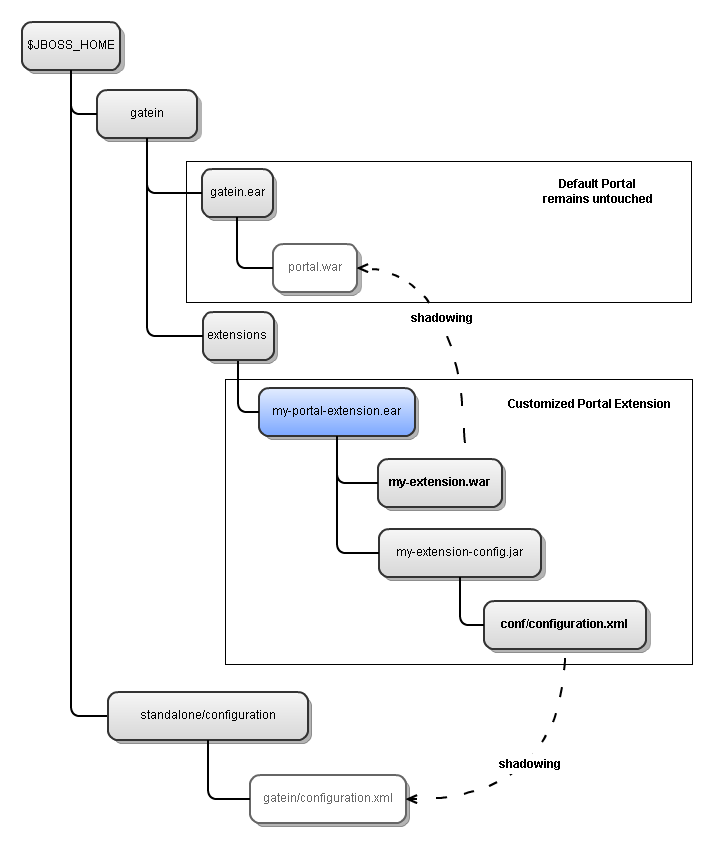 $JBOSS_HOME
gatein
gatein.ear
Default Portal
remains untouched
portal.war
shadowing
extensions
Customized Portal Extension
my-portal-extension.ear
my-extension.war
my-extension-config.jar
conf/configuration.xml
standalone/configuration
shadowing
gatein/configuration.xml